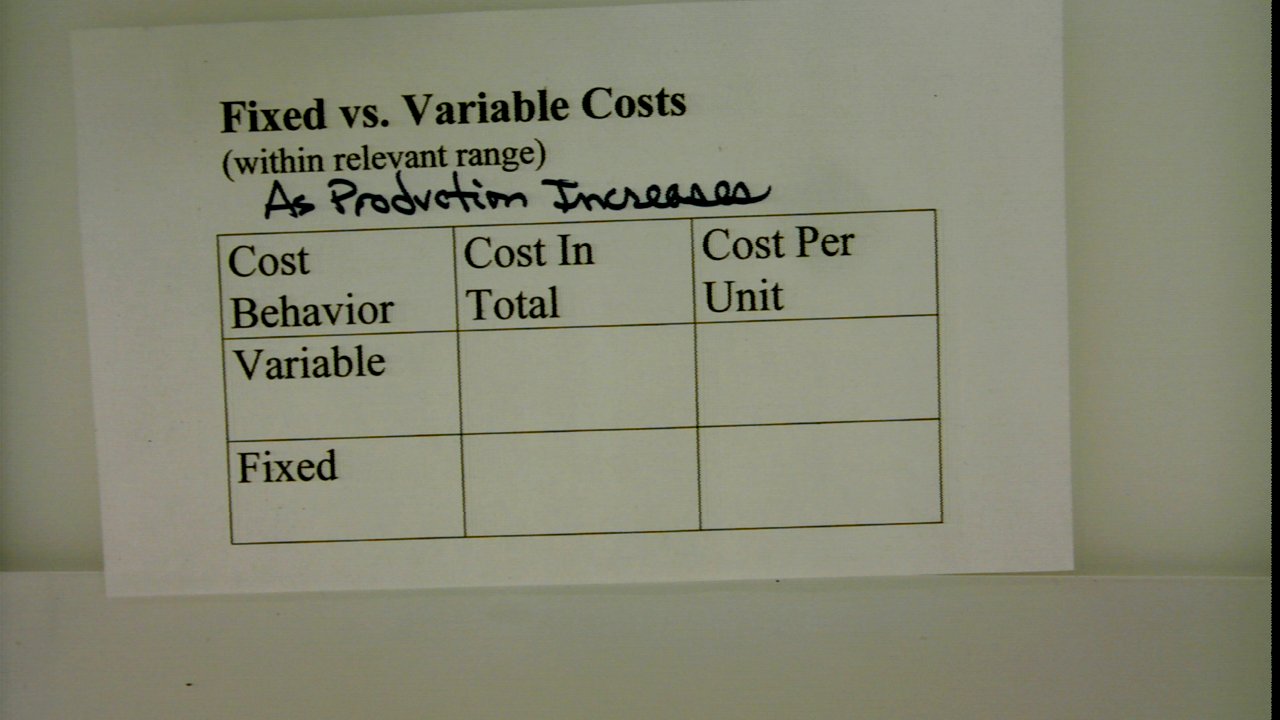 Fixed vs. Variable Costs
(within relevant range)
As Production Increases
Cost Behavior
Cost In Total
Cost Per Unit
Variable
Fixed